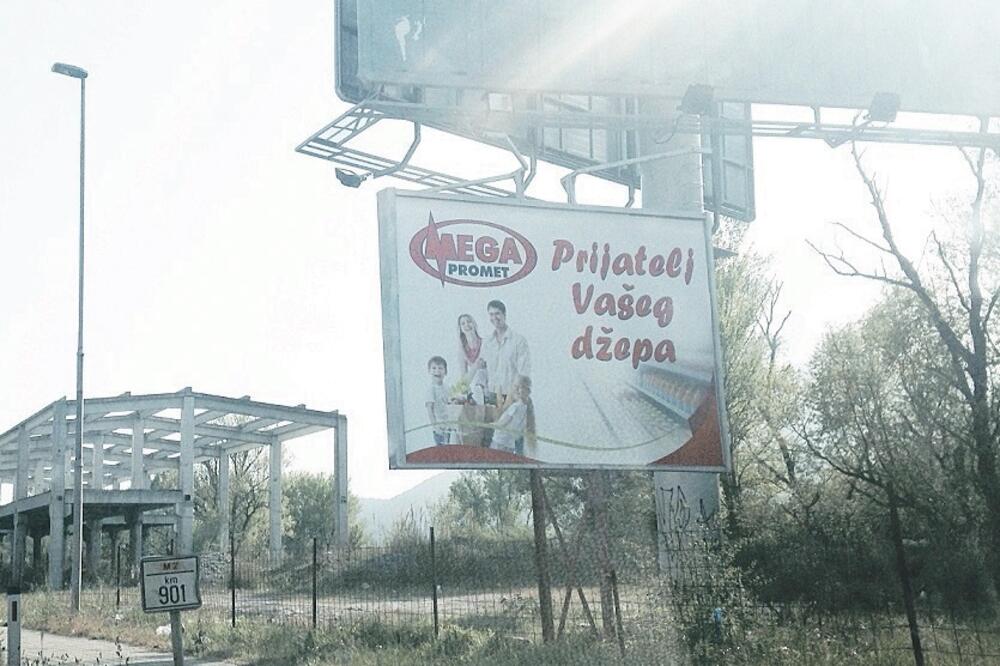 MEGA
PROMET
Prijatelj
Vašeg
džepa
M2
km
901